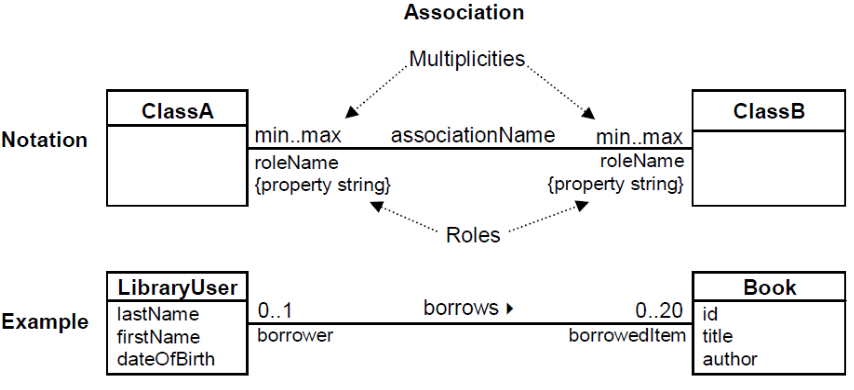 Association
Multiplicities
ClassA
ClassB
Notation
min..max
associationName
min..max
roleName
roleName
{property string}
{property string}
Roles
LibraryUser
Book
Example
lastName
firstName
dateOfBirth
0..1
borrows
0..20
borrower
borrowedItem
id
title
author